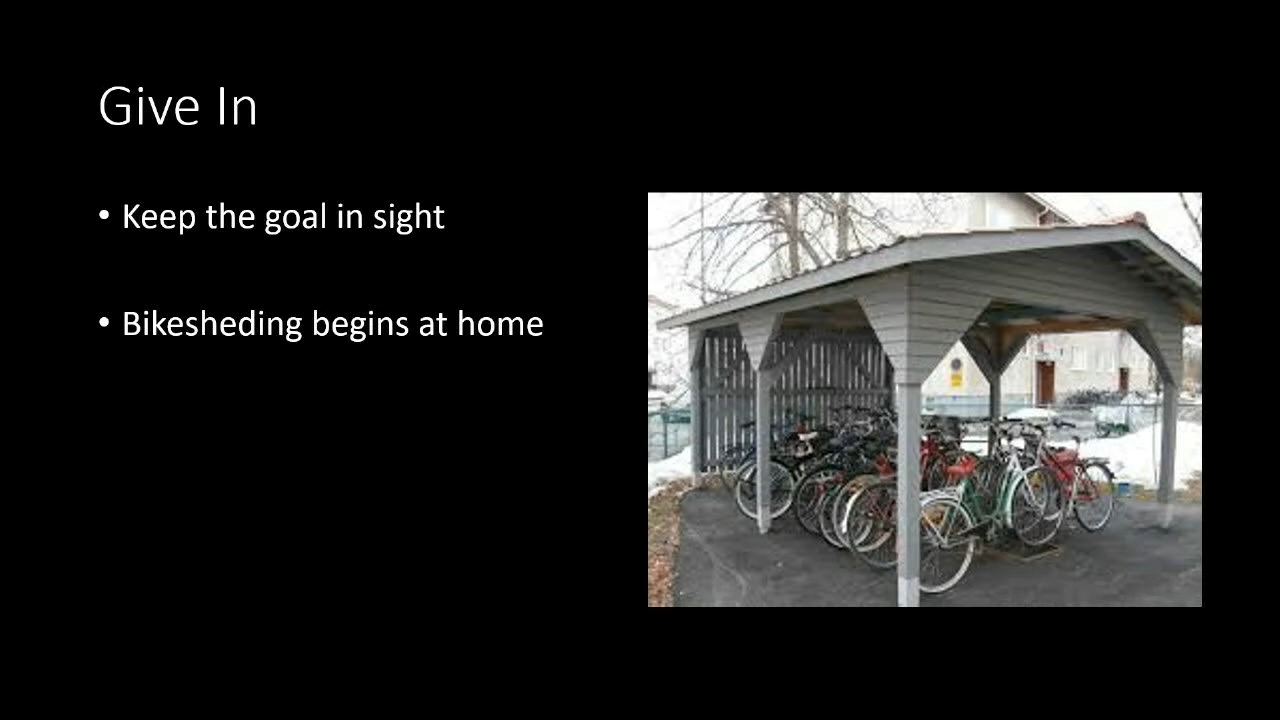 Give In
• Keep the goal in sight
• Bikesheding begins at home